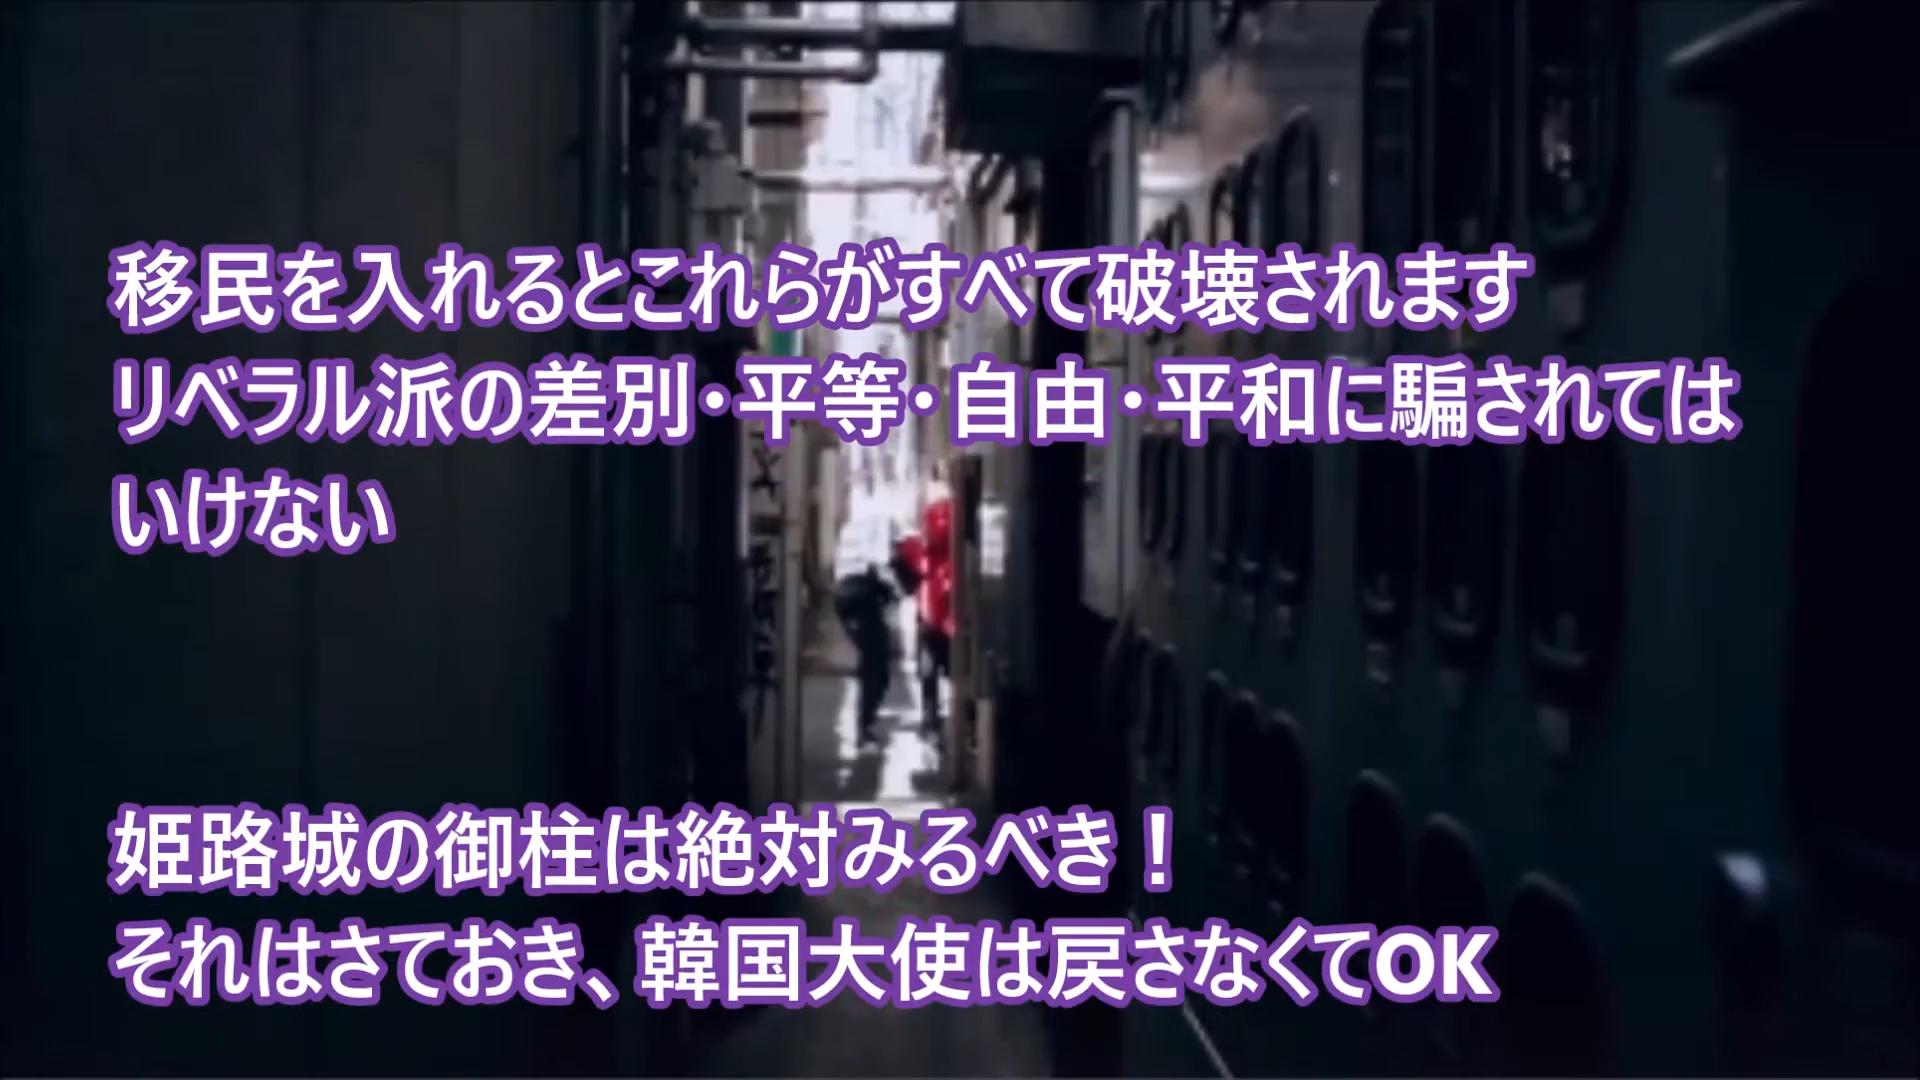 移民を入れるとこれらがすべて破壊されます
リベラル派の差別・平等・自由・平和に騙されては
いけない
姫路城の御柱は絶対みるべき！
それはさておき、韓国大使は戻さなくてOK